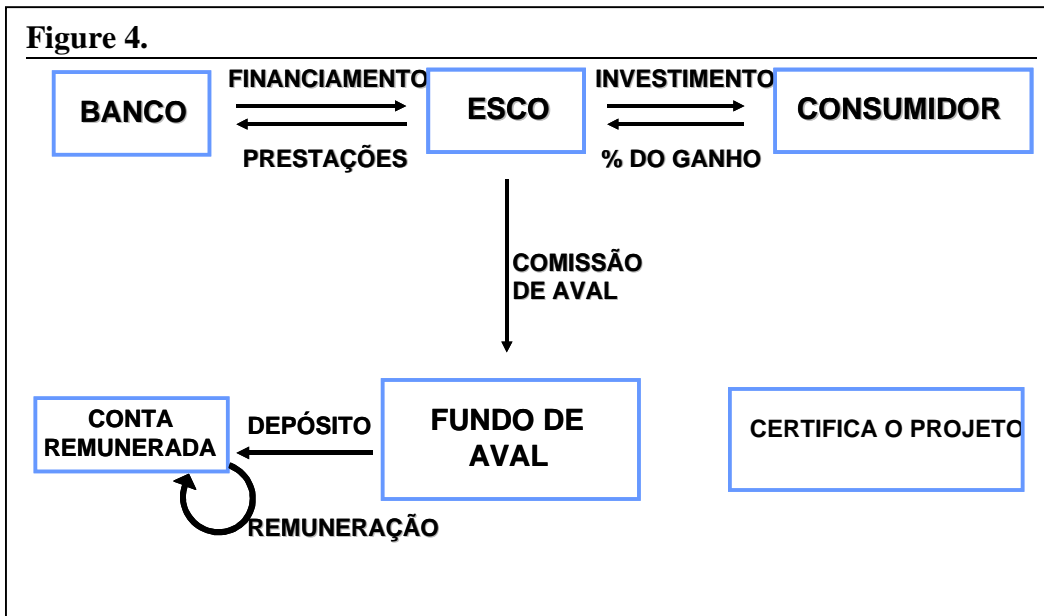 Figure 4.
FINANCIAMENTO
INVESTIMENTO
BANCO
ESCO
CONSUMIDOR
PRESTAÇÕES
% DO GANHO
COMISSÃO
DE AVAL
CONTA
REMUNERADA
DEPÓSITO
FUNDO DE
AVAL
CERTIFICA O PROJETO
REMUNERAÇÃO